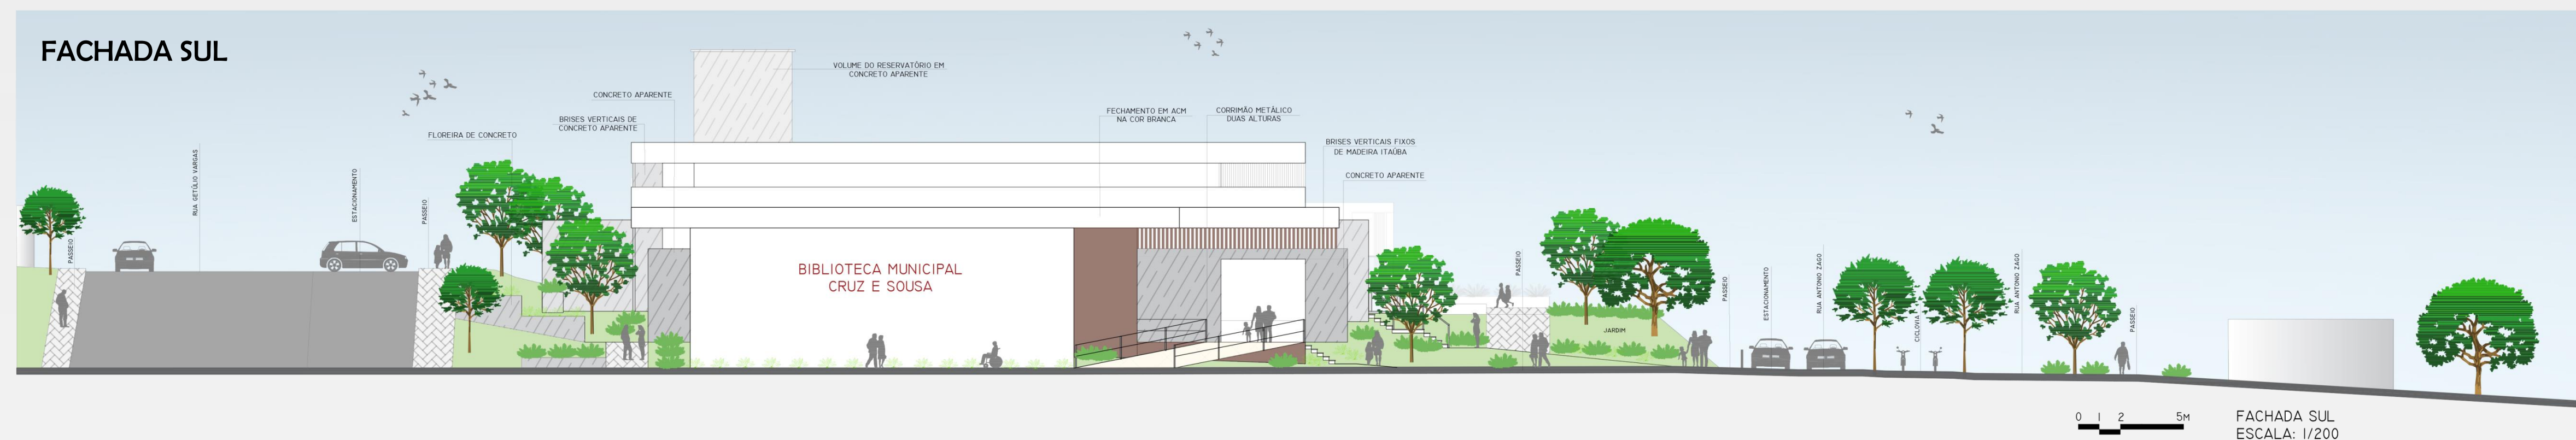 FACHADA SUL
VOLUME DO RESERVATÓRIO EM
CONCRETO APARENTE
CONCRETO APARENTE
BRISES VERTICAIS DE
CONCRETO APARENTE
FLOREIRA DE CONCRETO
FECHAMENTO EM ACM
NA COR BRANCA
CORRIMÃO METÁLICO
DUAS ALTURAS
BRISES VERTICAIS FIXOS
DE MADEIRA ITAÚBA
CONCRETO APARENTE
PASSEIO
RUA GETÚLIO VARGAS
ESTACIONAMENTO
PASSEIO
BIBLIOTECA MUNICIPAL
CRUZ E SOUSA
PASSEIO
JARDIM
PASSEIO
ESTACIONAMENTO
RUA ANTONIO ZAGO
CICLOVIA
RUA ANTONIO ZAGO
PASSEIO
0 1 2 5M
FACHADA SUL
ESCALA: 1/200